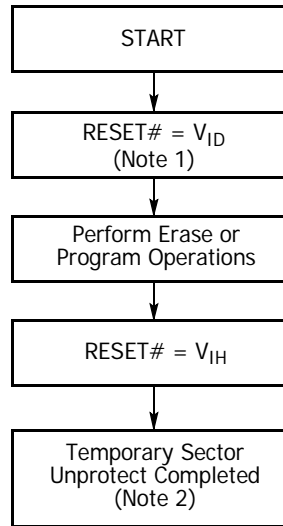 START
RESET# = VID
(Note 1)
Perform Erase or
Program Operations
RESET# = VIH
Temporary Sector
Unprotect Completed
(Note 2)